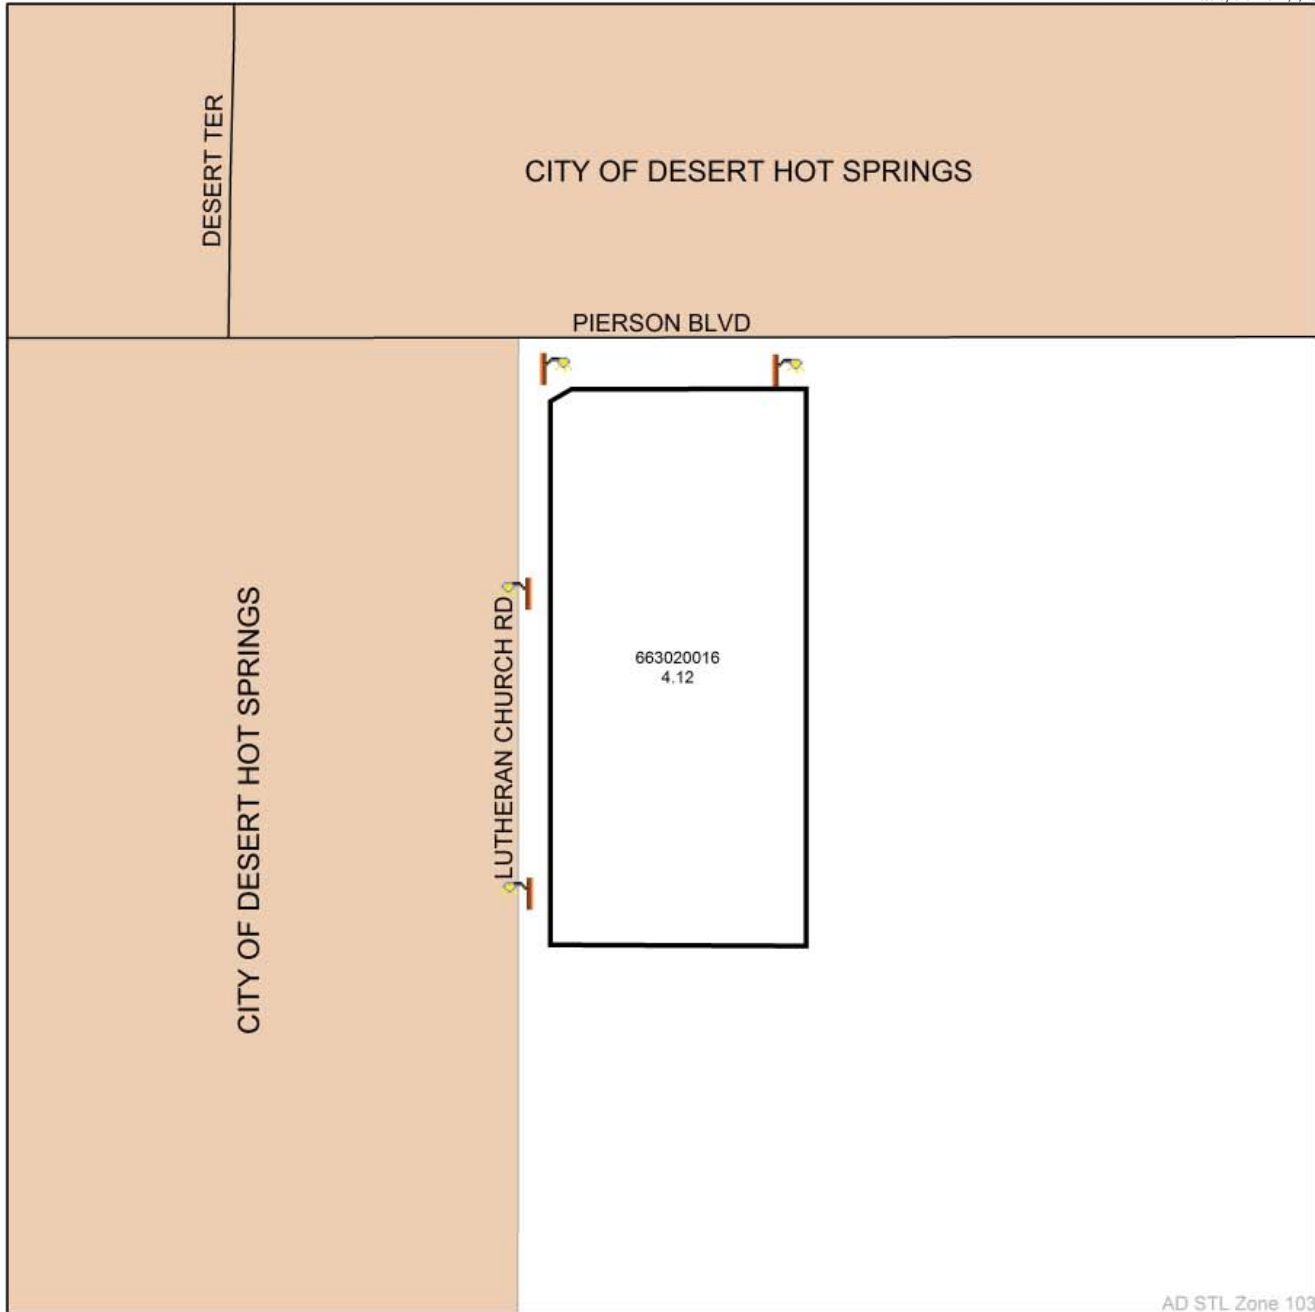 DESERT TER
CITY OF DESERT HOT SPRINGS
PIERSON BLVD
CITY OF DESERT HOT SPRINGS
LUTHERAN CHURCH RD
663020016
4.12
AD STL Zone 103